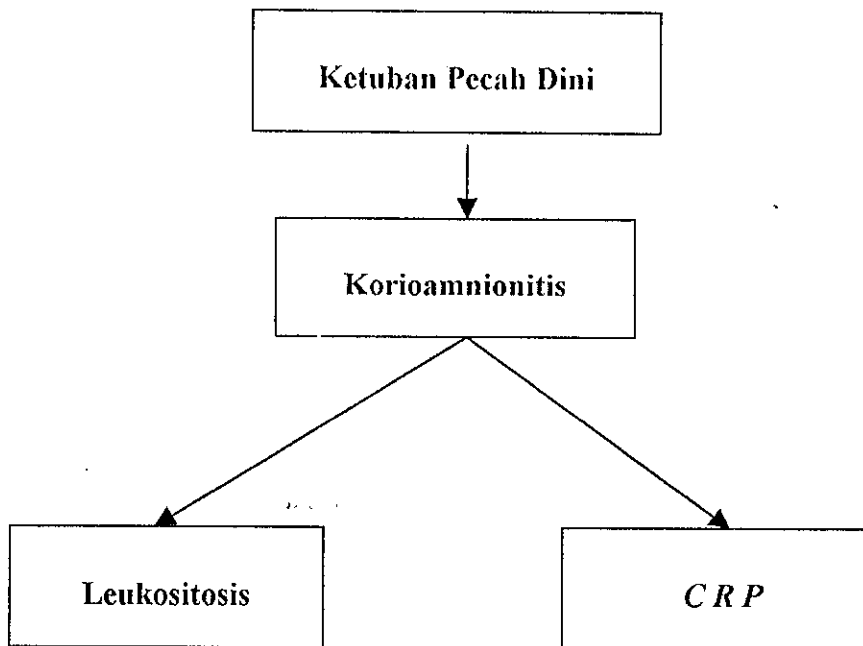 Ketuban Pecah Dini
Korioamnionitis
Leukositosis
C R P